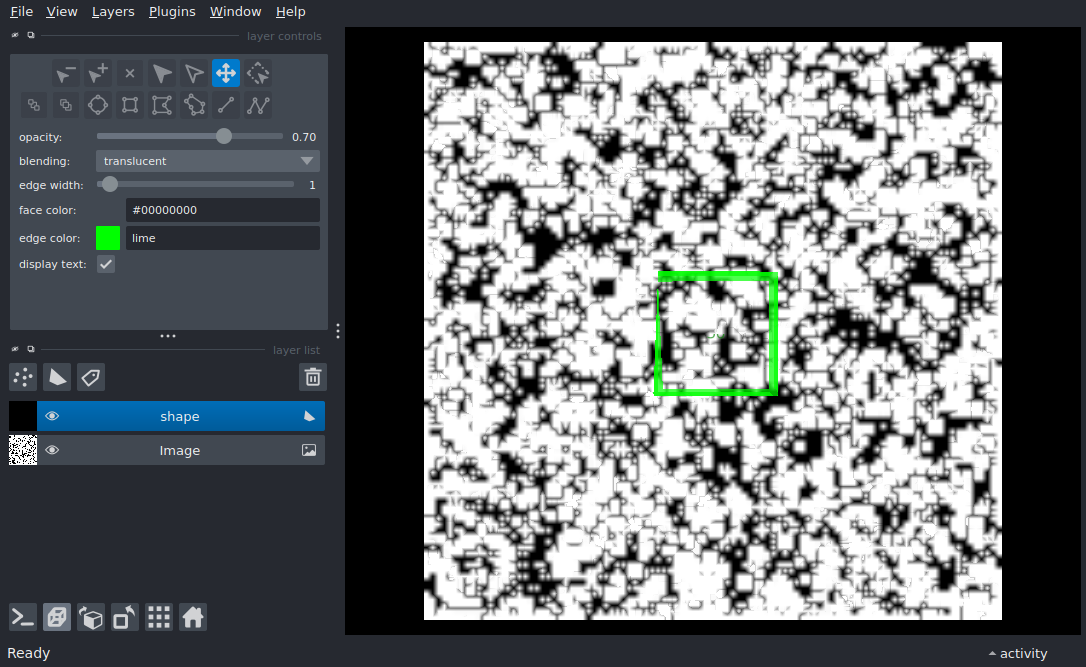 File View Layers Plugins Window Help
layer controls
opacity: 0.70
blending: translucent
edge width: 1
face color: #00000000
edge color: lime
display text:
layer list
shape
Image
Ready activity